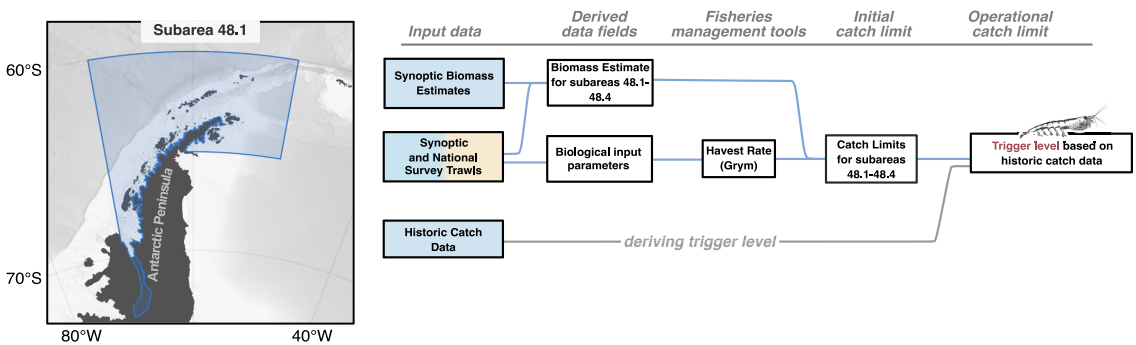 Subarea 48.1
60°S
70°S
80°W
40°W
Antarctic Peninsula
Input data
Derived
data fields
Fisheries
management tools
Initial
catch limit
Operational
catch limit
Synoptic Biomass
Estimates
Biomass Estimate
for subareas 48.1-
48.4
Synoptic
and National
Survey Trawls
Biological input
parameters
Havest Rate
(Grym)
Catch Limits
for subareas
48.1-48.4
Trigger level based on
historic catch data
Historic Catch
Data
deriving trigger level